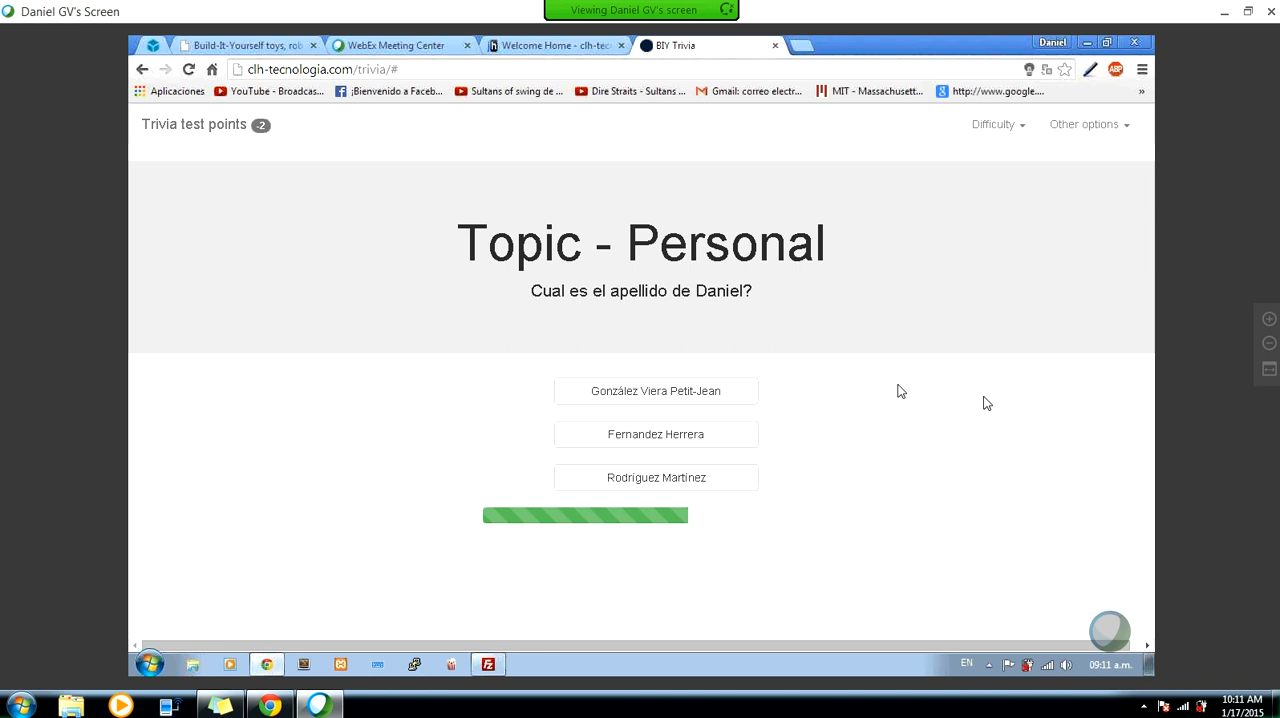 Daniel GV's Screen
Viewing Daniel GV's screen
Build-It-Yourself toys, rob
WebEx Meeting Center
Welcome Home - clh-tec
BIY Trivia
Daniel
clh-tecnologia.com/trivia/#
ABP
Aplicaciones
YouTube - Broadcas...
¡Bienvenido a Faceb...
Sultans of swing de ...
Dire Straits - Sultans ...
Gmail: correo electr...
MIT - Massachusett...
http://www.google....
»
Trivia test points -2
Difficulty
Other options
Topic - Personal
Cual es el apellido de Daniel?
González Viera Petit-Jean
Fernandez Herrera
Rodríguez Martínez
EN
09:11 a.m.
10:11 AM
1/17/2015